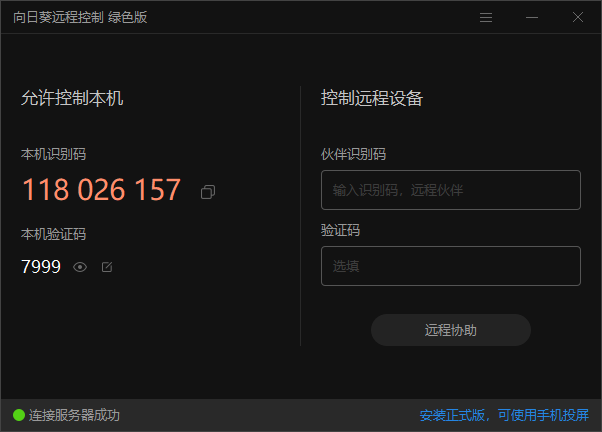 向日葵远程控制 绿色版
允许控制本机
本机识别码
118 026 157
本机验证码
7999
控制远程设备
伙伴识别码
输入识别码，远程伙伴
验证码
选填
远程协助
连接服务器成功
安装正式版，可使用手机投屏